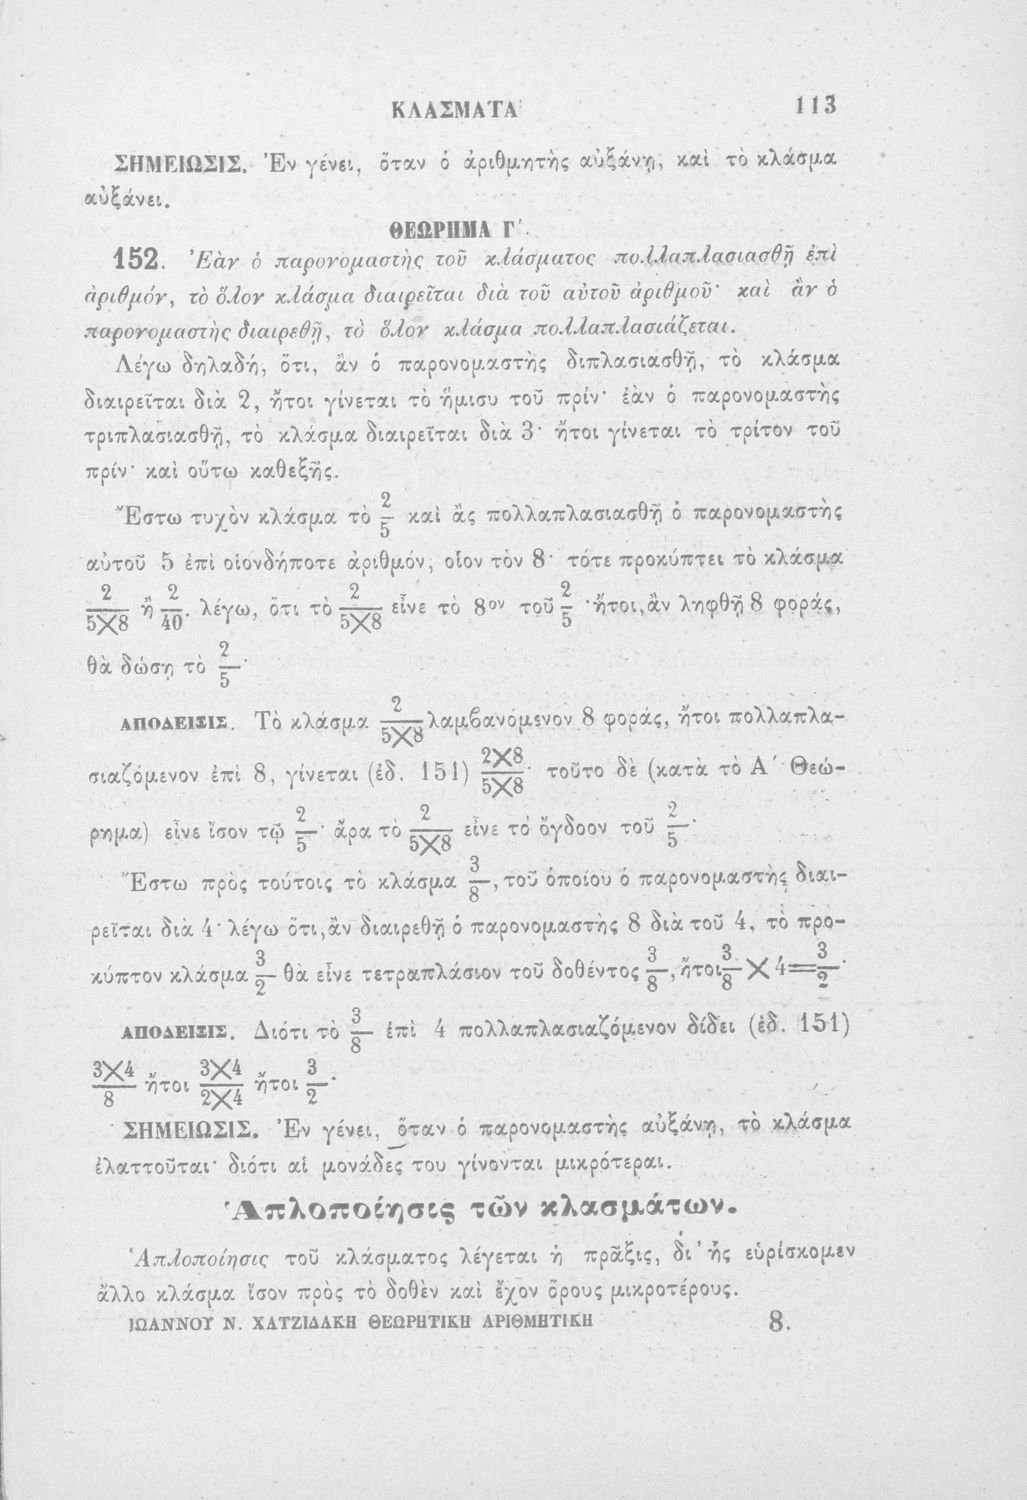 ΚΛΑΣΜΑΤΑ 113
ΣΗΜΕΙΩΣΙΣ. Ἐν γένει, ὅταν ὁ ἀριθμητὴς αὐξάνῃ, καὶ τὸ κλάσμα
αὐξάνει.
ΘΕΩΡΗΜΑ Γ΄.
152. Ἐὰν ὁ παρονομαστὴς τοῦ κλάσματος πολλαπλασιασθῇ ἐπὶ
ἀριθμόν, τὸ ὅλον κλάσμα διαιρεῖται διὰ τοῦ αὐτοῦ ἀριθμοῦ· καὶ ἂν ὁ
παρονομαστὴς διαιρεθῇ, τὸ ὅλον κλάσμα πολλαπλασιάζεται.
Λέγω δηλαδή, ὅτι, ἂν ὁ παρονομαστὴς διπλασιασθῇ, τὸ κλάσμα
διαιρεῖται διὰ 2, ἤτοι γίνεται τὸ ἥμισυ τοῦ πρίν· ἐὰν ὁ παρονομαστὴς
τριπλασιασθῇ, τὸ κλάσμα διαιρεῖται διὰ 3· ἤτοι γίνεται τὸ τρίτον τοῦ
πρίν· καὶ οὕτω καθεξῆς.
Ἔστω τυχὸν κλάσμα τὸ 2/5 καὶ ἂς πολλαπλασιασθῇ ὁ παρονομαστὴς
αὐτοῦ 5 ἐπὶ οἱονδήποτε ἀριθμόν, οἷον τὸν 8· τότε προκύπτει τὸ κλάσμα
2/5×8 ἢ 2/40. λέγω, ὅτι τὸ 2/5×8 εἶνε τὸ 8ον τοῦ 2/5 ·ἤτοι,ἂν ληφθῇ 8 φοράς,
θὰ δώσῃ τὸ 2/5·
ΑΠΟΔΕΙΞΙΣ. Τὸ κλάσμα 2/5×8 λαμβανόμενον 8 φοράς, ἤτοι πολλαπλα-
σιαζόμενον ἐπὶ 8, γίνεται (ἐδ. 151) 2×8/5×8· τοῦτο δὲ (κατὰ τὸ Α΄ Θεώ-
ρημα) εἶνε ἴσον τῷ 2/5· ἄρα τὸ 2/5×8 εἶνε τὸ ὄγδοον τοῦ 2/5·
Ἔστω πρὸς τούτοις τὸ κλάσμα 3/8, τοῦ ὁποίου ὁ παρονομαστὴς διαι-
ρεῖται διὰ 4· λέγω ὅτι,ἂν διαιρεθῇ ὁ παρονομαστὴς 8 διὰ τοῦ 4, τὸ προ-
κύπτον κλάσμα 3/2 θὰ εἶνε τετραπλάσιον τοῦ δοθέντος 3/8, ἤτοι 3/8 × 4 = 3/2·
ΑΠΟΔΕΙΞΙΣ. Διότι τὸ 3/8 ἐπὶ 4 πολλαπλασιαζόμενον δίδει (ἐδ. 151)
3×4/8 ἤτοι 3×4/2×4 ἤτοι 3/2·
ΣΗΜΕΙΩΣΙΣ. Ἐν γένει, ὅταν ὁ παρονομαστὴς αὐξάνῃ, τὸ κλάσμα
ἐλαττοῦται· διότι αἱ μονάδες του γίνονται μικρότεραι.
Ἁπλοποίησις τῶν κλασμάτων.
Ἁπλοποίησις τοῦ κλάσματος λέγεται ἡ πρᾶξις, δι' ἧς εὑρίσκομεν
ἄλλο κλάσμα ἴσον πρὸς τὸ δοθὲν καὶ ἔχον ὅρους μικροτέρους.
ΙΩΑΝΝΟΥ Ν. ΧΑΤΖΙΔΑΚΗ ΘΕΩΡΗΤΙΚΗ ΑΡΙΘΜΗΤΙΚΗ 8.